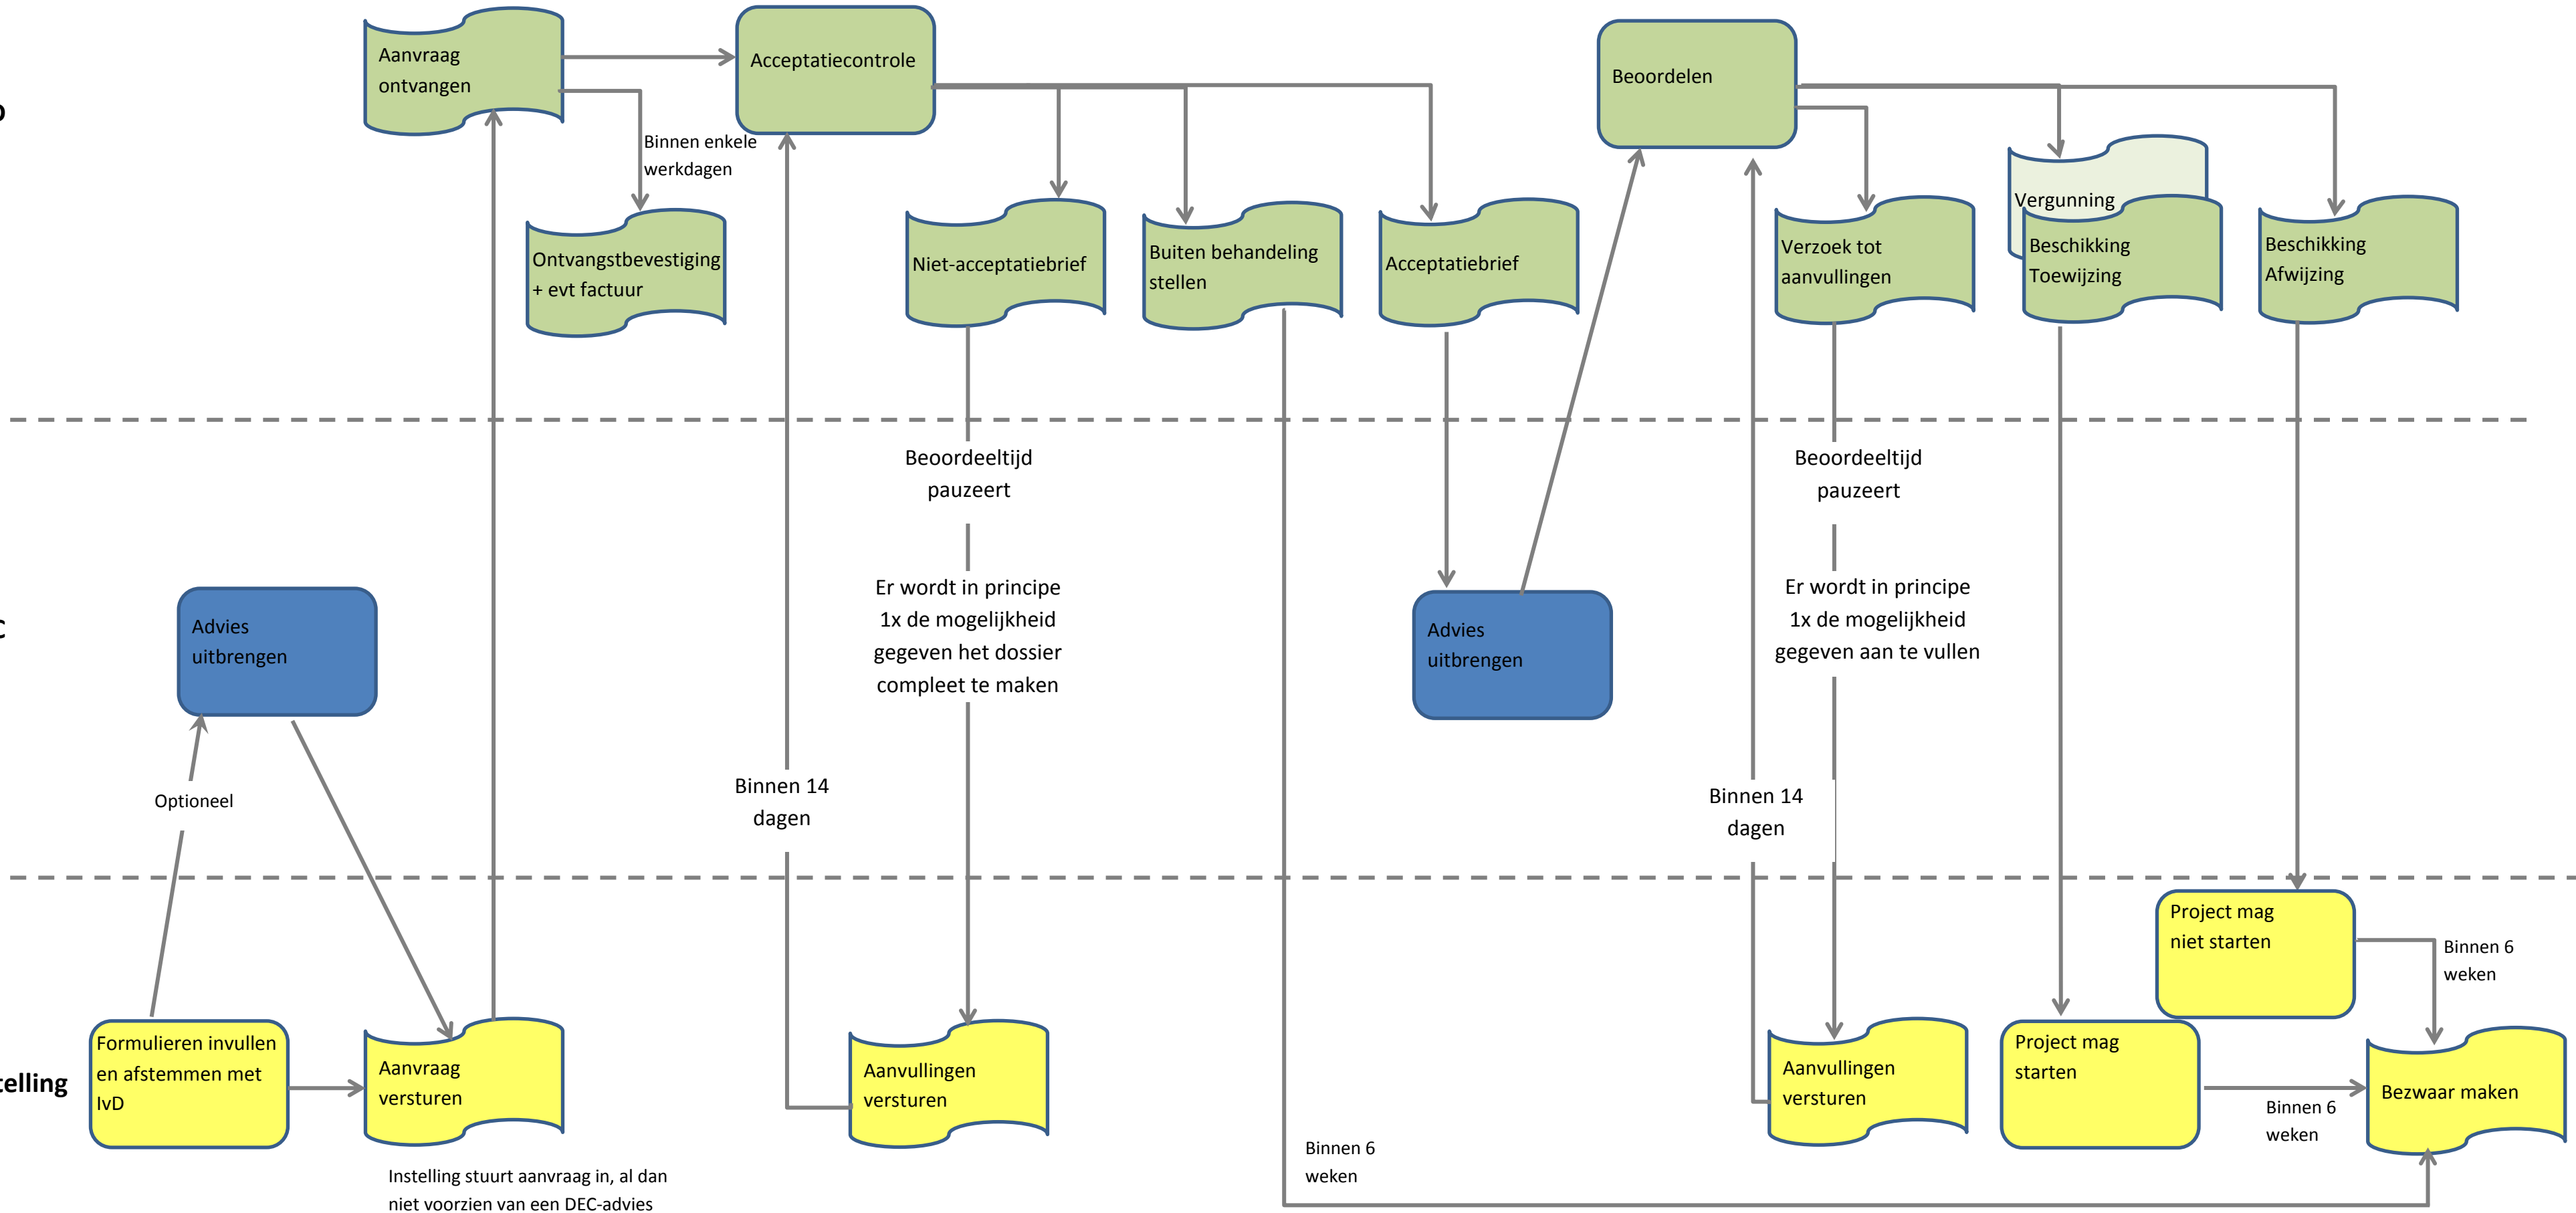 Aanvraag
ontvangen
Acceptatiecontrole
Beoordelen
Binnen enkele
werkdagen
Ontvangstbevestiging
+ evt factuur
Niet-acceptatiebrief
Buiten behandeling
stellen
Acceptatiebrief
Verzoek tot
aanvullingen
Vergunning
Beschikking
Toewijzing
Beschikking
Afwijzing
Beoordeeltijd
pauzeert
Er wordt in principe
1x de mogelijkheid
gegeven het dossier
compleet te maken
Beoordeeltijd
pauzeert
Er wordt in principe
1x de mogelijkheid
gegeven aan te vullen
Advies
uitbrengen
Advies
uitbrengen
Optioneel
Binnen 14
dagen
Binnen 14
dagen
telling
Formulieren invullen
en afstemmen met
IvD
Aanvraag
versturen
Aanvullingen
versturen
Aanvullingen
versturen
Project mag
niet starten
Binnen 6
weken
Project mag
starten
Binnen 6
weken
Bezwaar maken
Binnen 6
weken
Instelling stuurt aanvraag in, al dan
niet voorzien van een DEC-advies